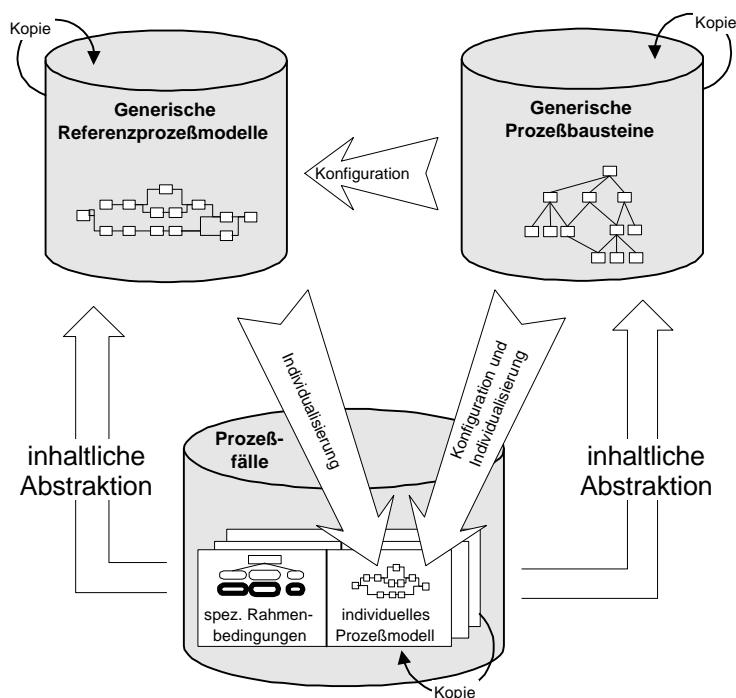 Kopie
Kopie
Generische
Referenzprozeßmodelle
Generische
Prozeßbausteine
Konfiguration
Individualisierung
Konfiguration und
Individualisierung
Prozeß-
fälle
inhaltliche
Abstraktion
inhaltliche
Abstraktion
spez. Rahmen-
bedingungen
individuelles
Prozeßmodell
Kopie